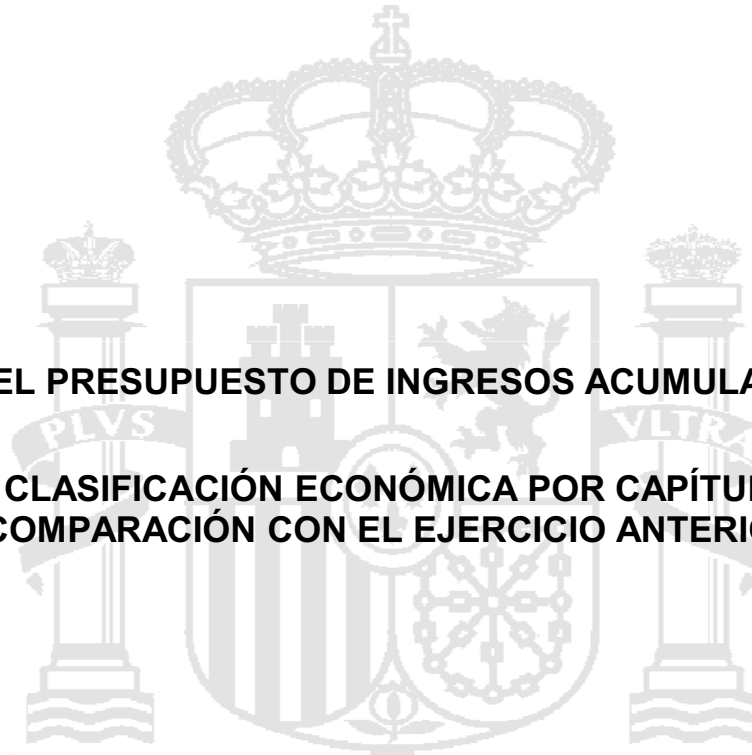 EL PRESUPUESTO DE INGRESOS ACUMULA
PLVS
VLTRA
CLASIFICACIÓN ECONÓMICA POR CAPÍTU
COMPARACIÓN CON EL EJERCICIO ANTERI